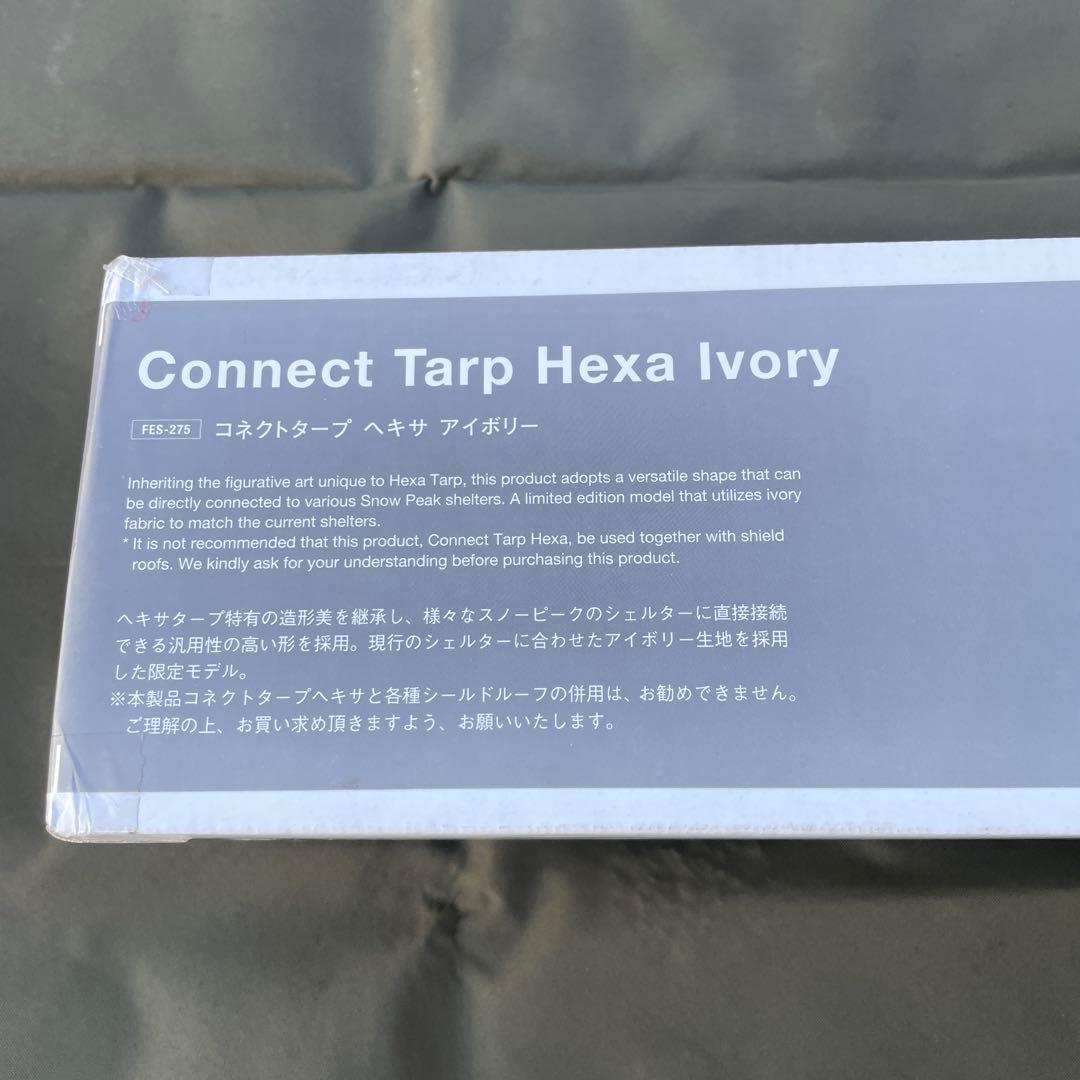 Connect Tarp Hexa Ivory
FES-275 コネクトタープ ヘキサ アイボリー
Inheriting the figurative art unique to Hexa Tarp, this product adopts a versatile shape that can
be directly connected to various Snow Peak shelters. A limited edition model that utilizes ivory
fabric to match the current shelters.
* It is not recommended that this product, Connect Tarp Hexa, be used together with shield
roofs. We kindly ask for your understanding before purchasing this product.
ヘキサタープ特有の造形美を継承し、様々なスノーピークのシェルターに直接接続
できる汎用性の高い形を採用。現行のシェルターに合わせたアイボリー生地を採用
した限定モデル。
※本製品コネクトタープヘキサと各種シールドルーフの併用は、お勧めできません。
ご理解の上、お買い求め頂きますよう、お願いいたします。